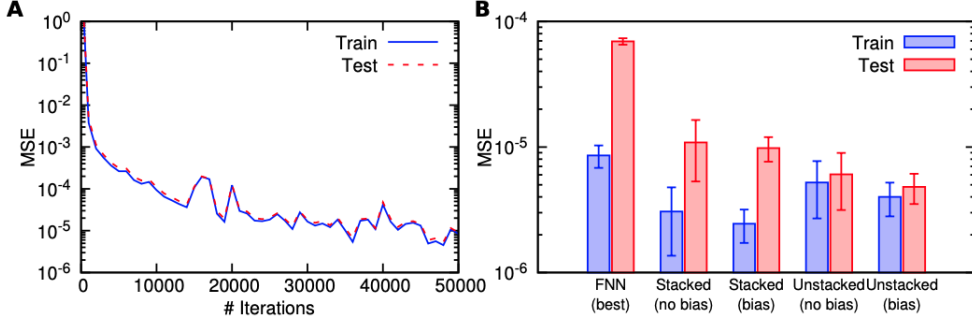 A
10^0
10^-1
10^-2
10^-3
10^-4
10^-5
10^-6
MSE
0 10000 20000 30000 40000 50000
# Iterations
Train
Test
B
10^-4
10^-5
10^-6
MSE
Train
Test
FNN Stacked Stacked Unstacked Unstacked
(best) (no bias) (bias) (no bias) (bias)